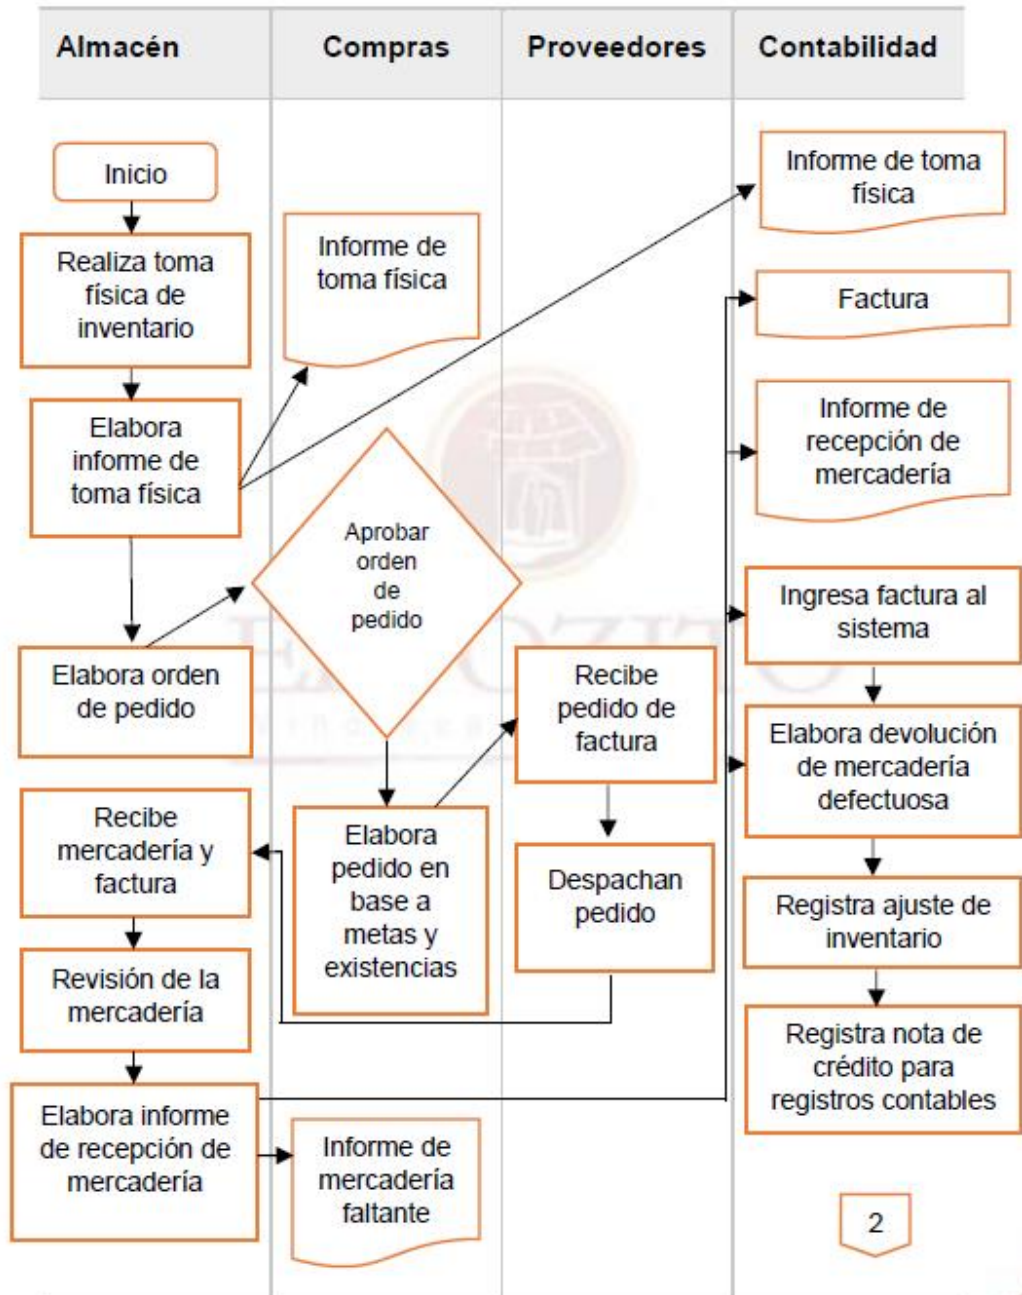 Almacén
Compras
Proveedores
Contabilidad
Inicio
Realiza toma
física de
inventario
Elabora
informe de
toma física
Elabora orden
de pedido
Recibe
mercadería y
factura
Revisión de la
mercadería
Elabora informe
de recepción de
mercadería
Informe de
toma física
Aprobar
orden
de
pedido
Elabora
pedido en
base a
metas y
existencias
Informe de
mercadería
faltante
Recibe
pedido de
factura
Despachan
pedido
Informe de toma
física
Factura
Informe de
recepción de
mercadería
Ingresa factura al
sistema
Elabora devolución
de mercadería
defectuosa
Registra ajuste de
inventario
Registra nota de
crédito para
registros contables
2